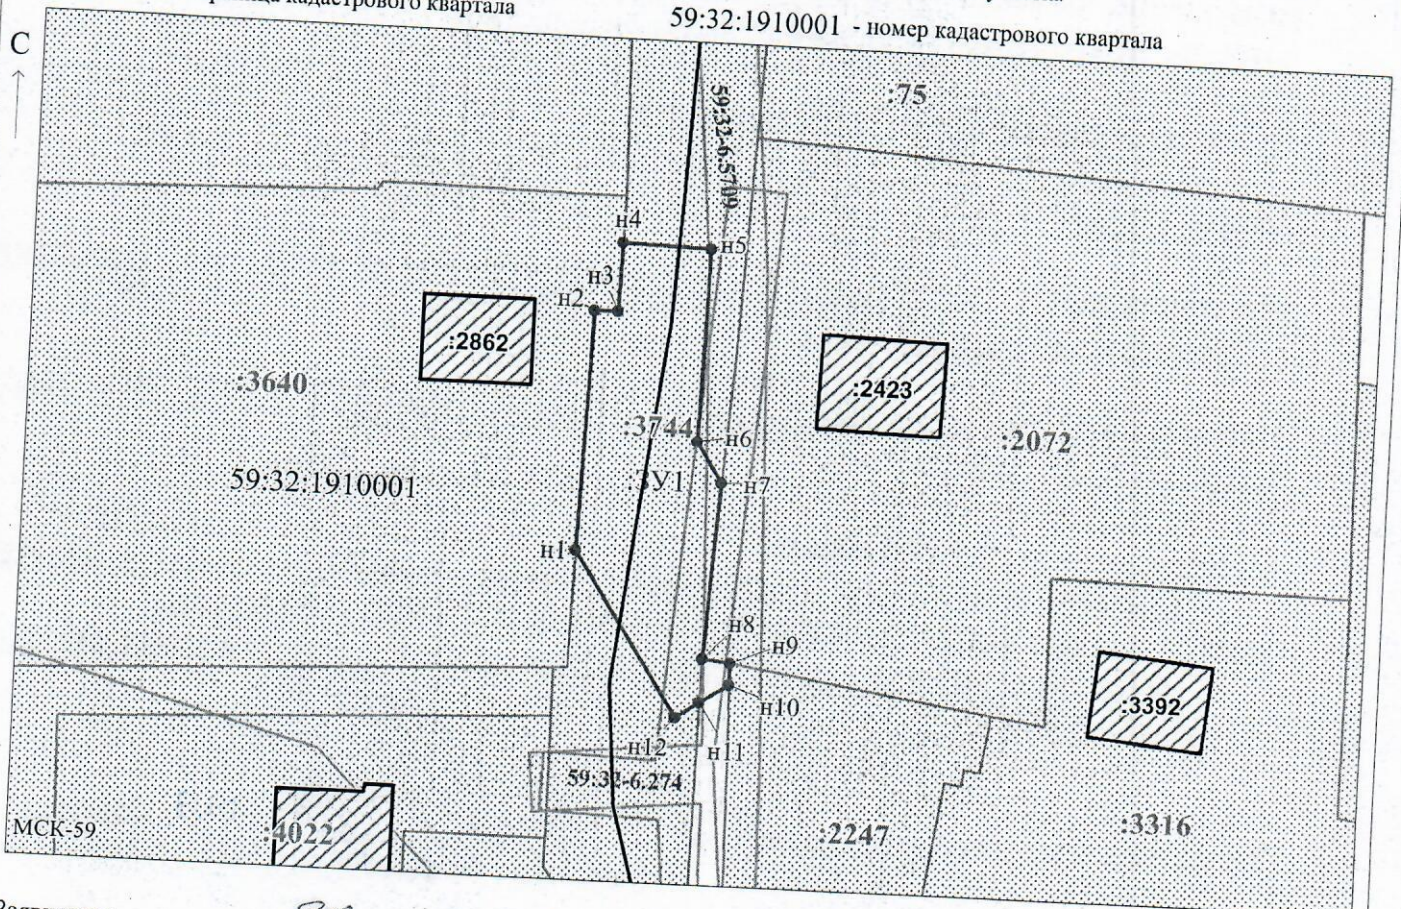 кадастрового квартала
59:32:1910001 - номер кадастрового квартала
С
:75
59:32-6.5709
н4
н5
н3
н2
:2862
:2423
:3640
:3744
н6
:2072
:ЗУ1
59:32:1910001
н7
н1
н8
н9
н10
:3392
н12
н11
59:32-6.274
МСК-59
:4022
:2247
:3316